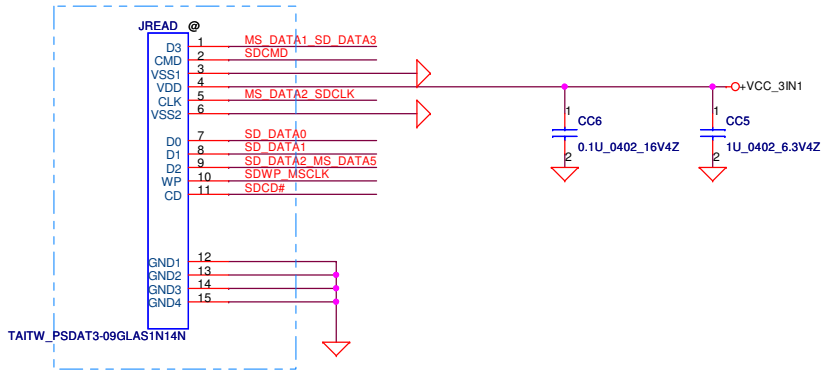 JREAD @
D3 1 MS_DATA1_SD_DATA3
CMD 2 SDCMD
VSS1 3
VDD 4 +VCC_3IN1
CLK 5 MS_DATA2_SDCLK
VSS2 6
D0 7 SD_DATA0
D1 8 SD_DATA1
D2 9 SD_DATA2_MS_DATA5
WP 10 SDWP_MSCLK
CD 11 SDCD#
GND1 12
GND2 13
GND3 14
GND4 15
TAITW_PSDAT3-09GLAS1N14N
1
CC6
0.1U_0402_16V4Z
2
1
CC5
1U_0402_6.3V4Z
2